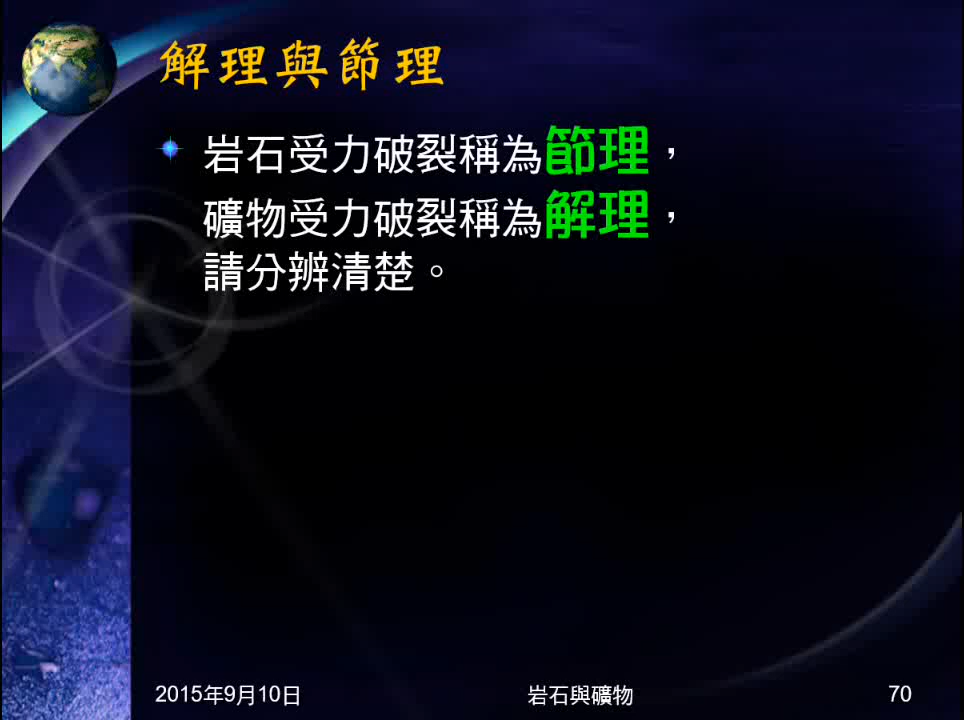 解理與節理
岩石受力破裂稱為節理，
礦物受力破裂稱為解理，
請分辨清楚。
2015年9月10日
岩石與礦物
70